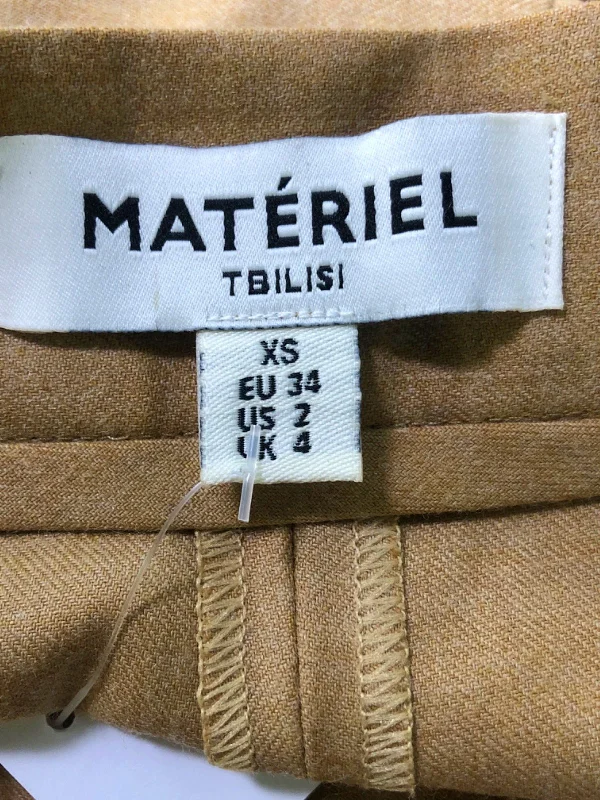 MATÉRIEL
TBILISI
XS
EU 34
US 2
UK 4